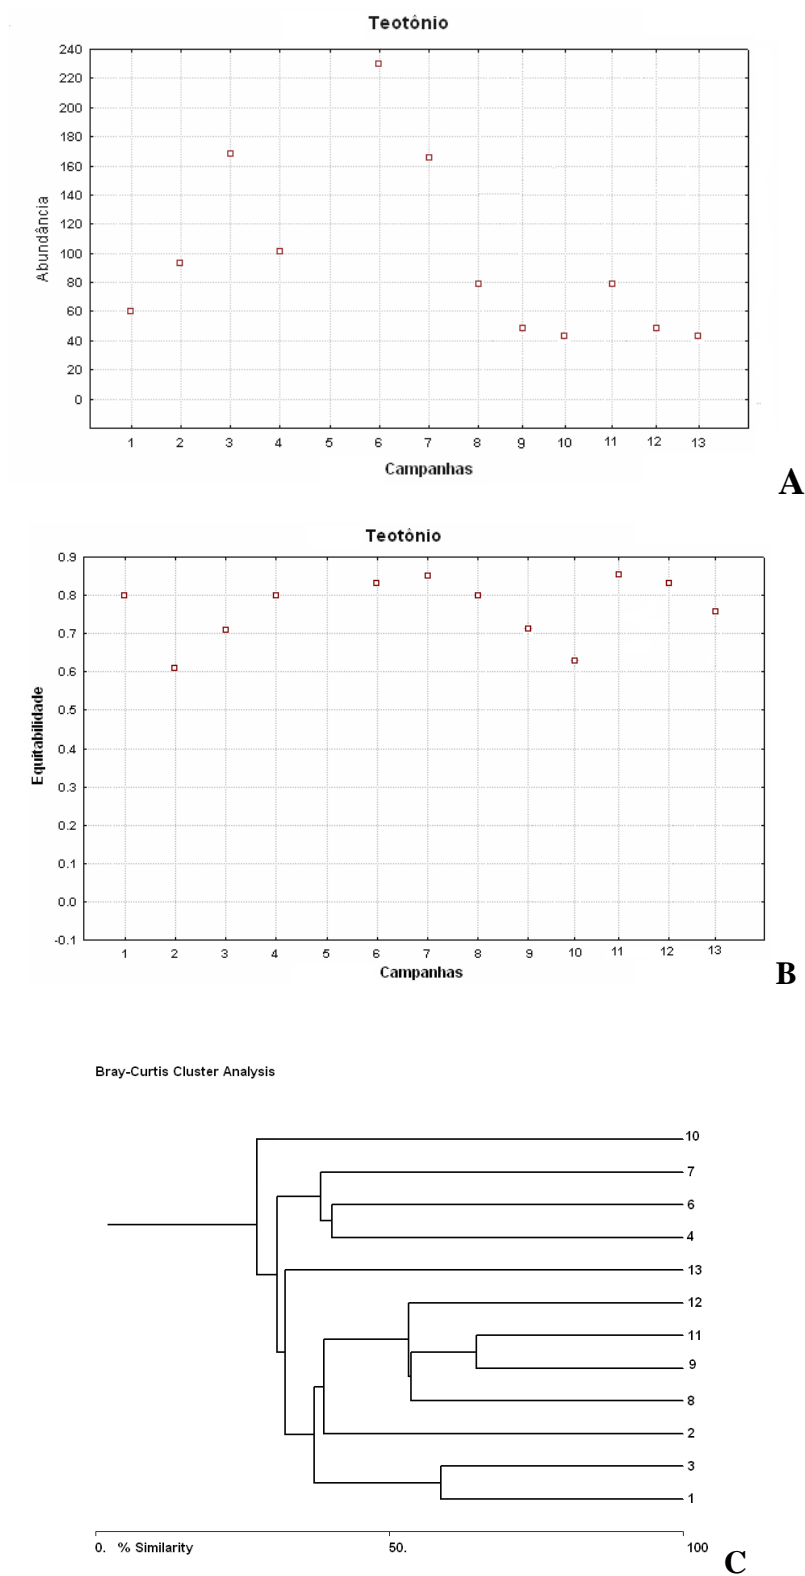 Teotônio
240
220
200
180
160
140
120
100
80
60
40
20
0
Abundância
1 2 3 4 5 6 7 8 9 10 11 12 13
Campanhas
A
Teotônio
0.9
0.8
0.7
0.6
0.5
0.4
0.3
0.2
0.1
0.0
-0.1
Equitabilidade
1 2 3 4 5 6 7 8 9 10 11 12 13
Campanhas
B
Bray-Curtis Cluster Analysis
10
7
6
4
13
12
11
9
8
2
3
1
0. % Similarity 50. 100
C